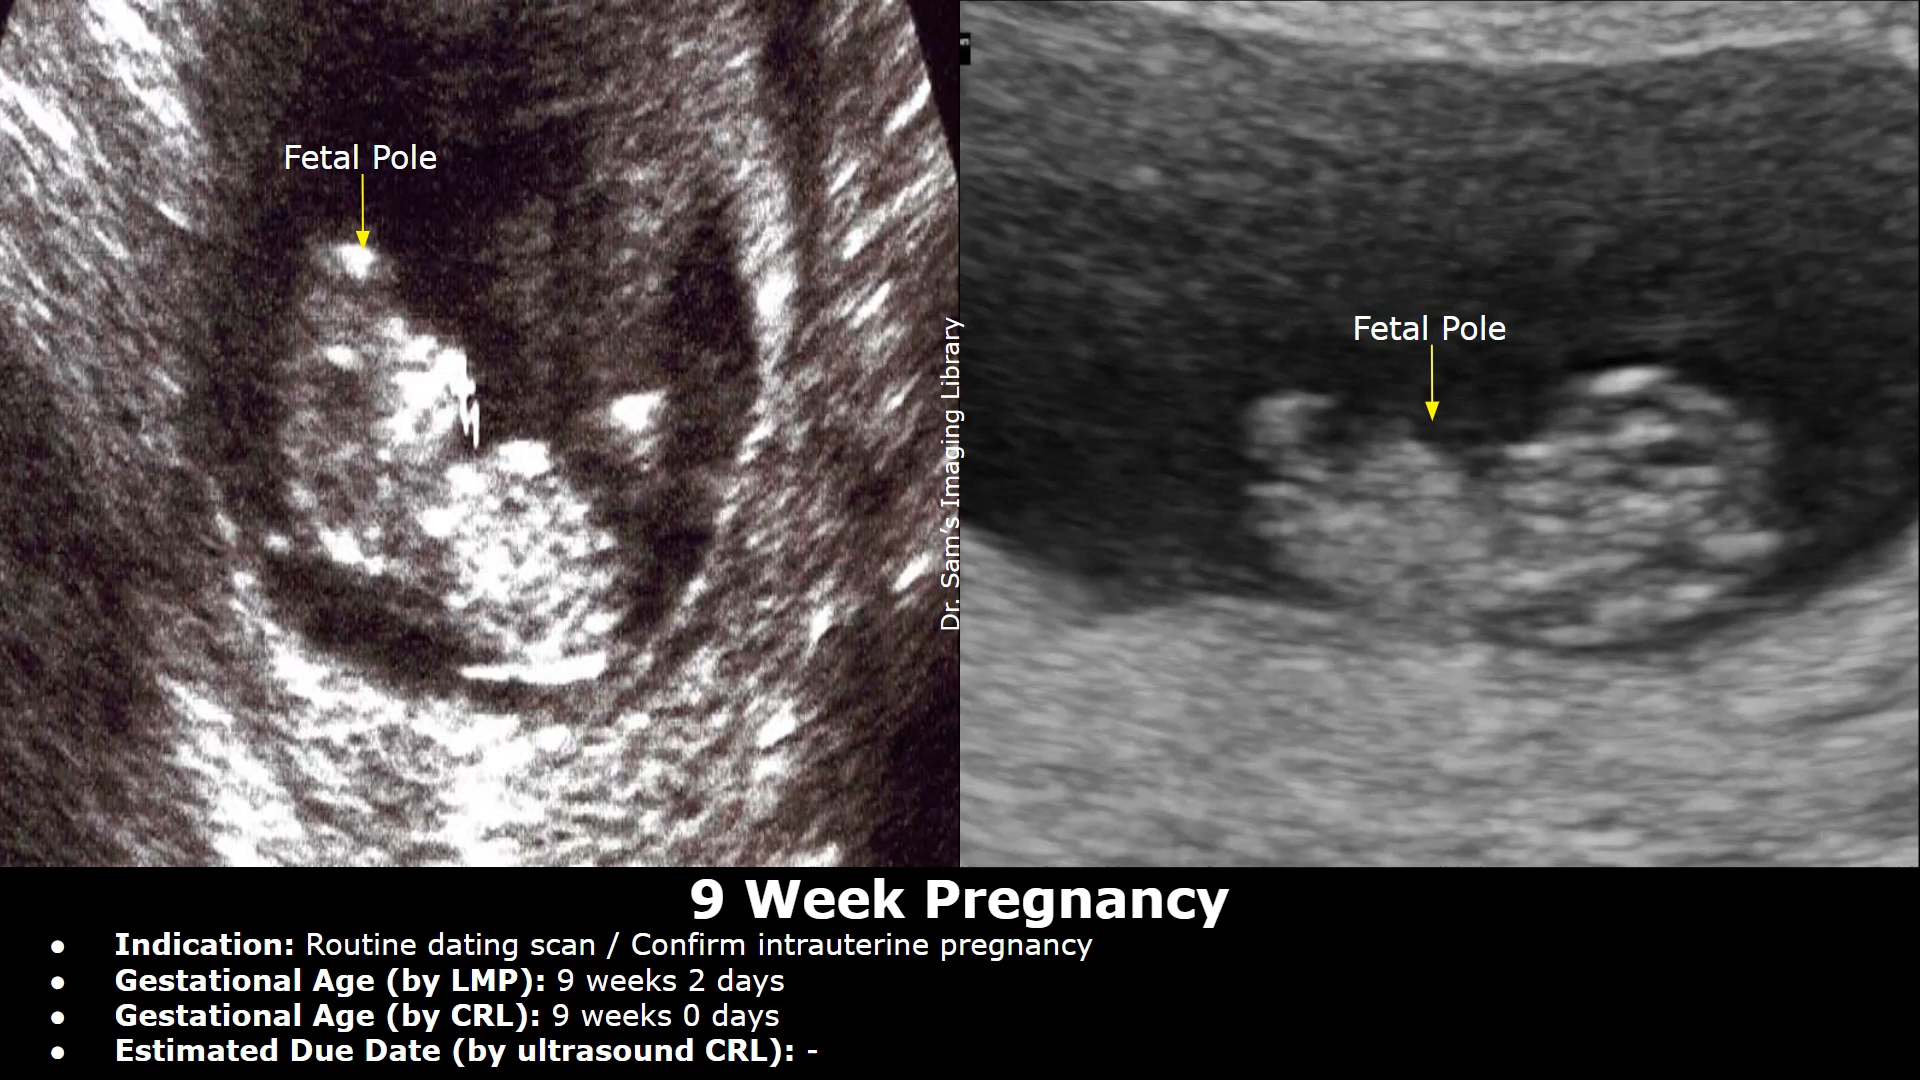 Fetal Pole
Fetal Pole
Dr. Sam's Imaging Library
9 Week Pregnancy
● Indication: Routine dating scan / Confirm intrauterine pregnancy
● Gestational Age (by LMP): 9 weeks 2 days
● Gestational Age (by CRL): 9 weeks 0 days
● Estimated Due Date (by ultrasound CRL): -